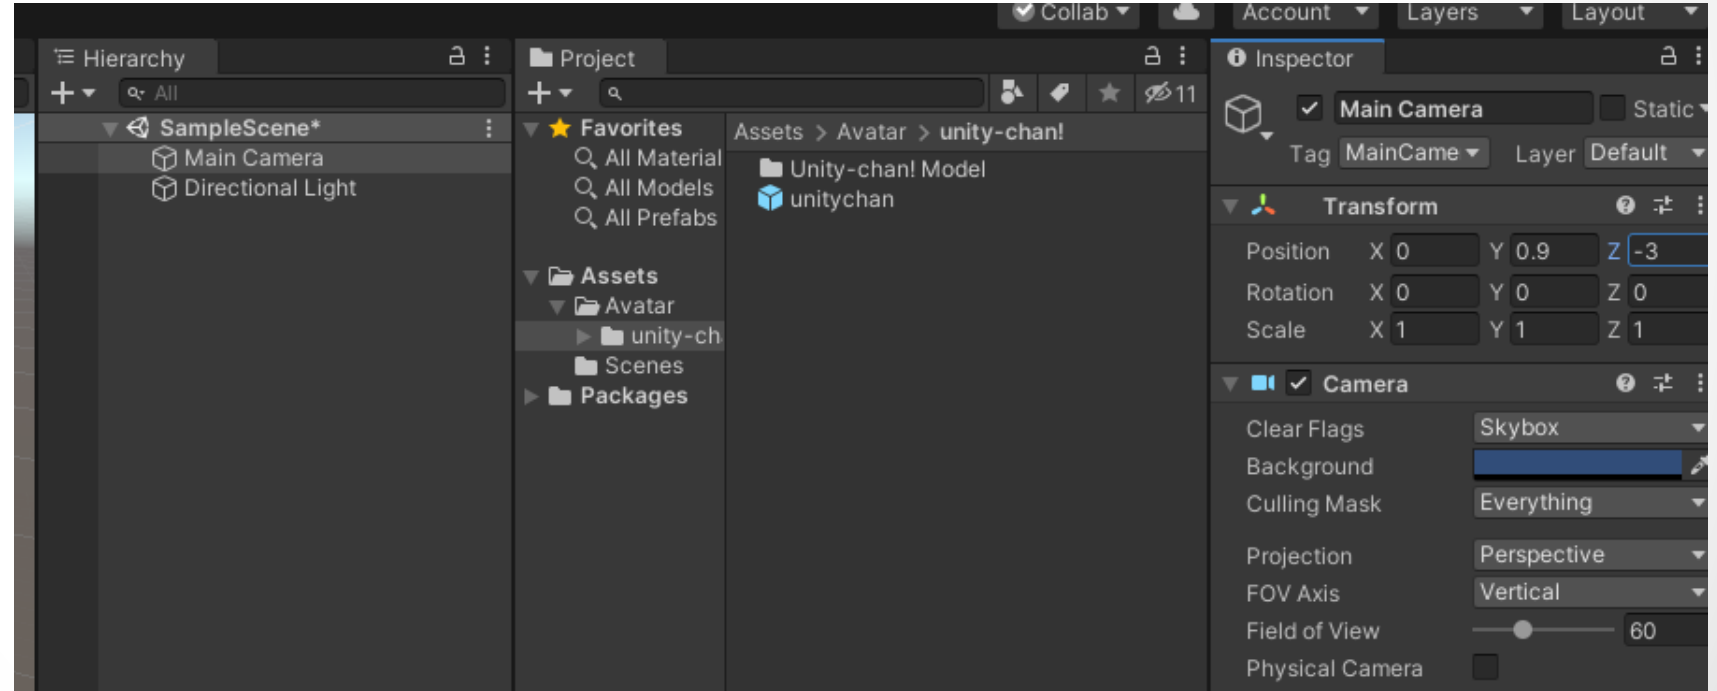 Collab
Account
Layers
Layout
Hierarchy
All
SampleScene*
Main Camera
Directional Light
Project
11
Favorites
All Material
All Models
All Prefabs
Assets
Avatar
unity-ch
Scenes
Packages
Assets > Avatar > unity-chan!
Unity-chan! Model
unitychan
Inspector
Main Camera Static
Tag MainCame Layer Default
Transform
Position X 0 Y 0.9 Z -3
Rotation X 0 Y 0 Z 0
Scale X 1 Y 1 Z 1
Camera
Clear Flags Skybox
Background
Culling Mask Everything
Projection Perspective
FOV Axis Vertical
Field of View 60
Physical Camera